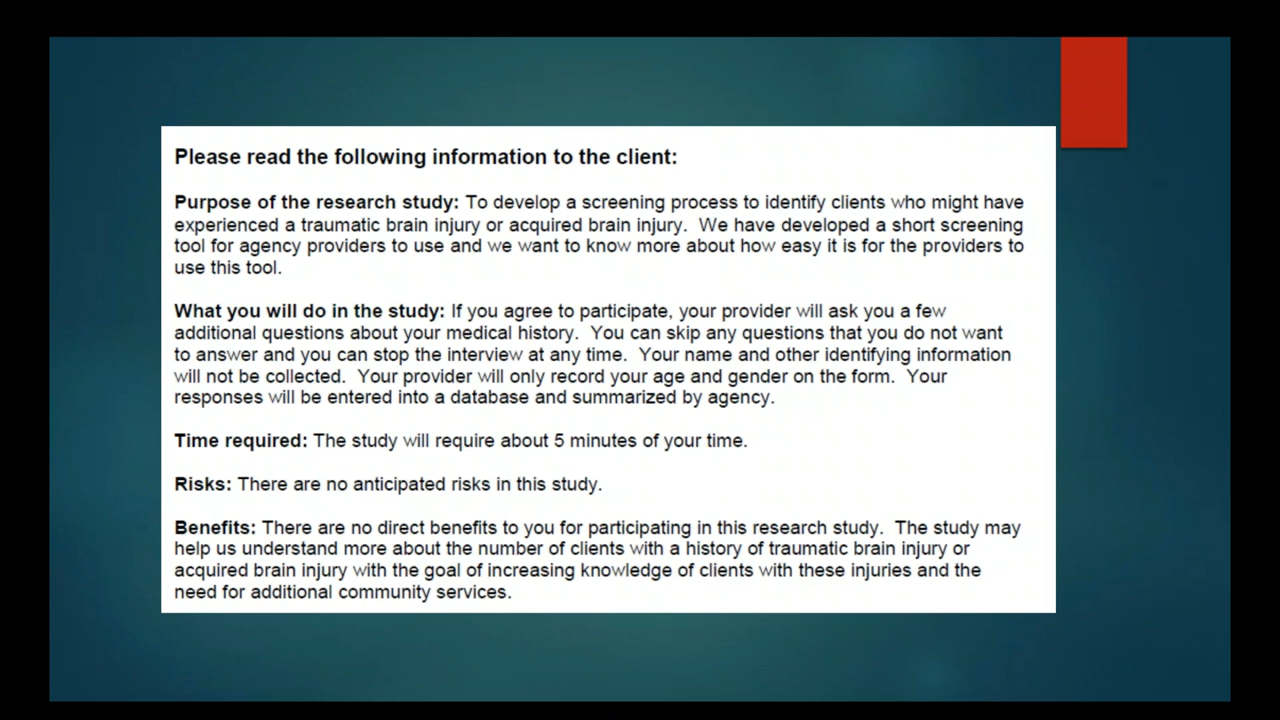 Please read the following information to the client:
Purpose of the research study: To develop a screening process to identify clients who might have
experienced a traumatic brain injury or acquired brain injury.  We have developed a short screening
tool for agency providers to use and we want to know more about how easy it is for the providers to
use this tool.
What you will do in the study: If you agree to participate, your provider will ask you a few
additional questions about your medical history.  You can skip any questions that you do not want
to answer and you can stop the interview at any time.  Your name and other identifying information
will not be collected.  Your provider will only record your age and gender on the form.  Your
responses will be entered into a database and summarized by agency.
Time required: The study will require about 5 minutes of your time.
Risks: There are no anticipated risks in this study.
Benefits: There are no direct benefits to you for participating in this research study.  The study may
help us understand more about the number of clients with a history of traumatic brain injury or
acquired brain injury with the goal of increasing knowledge of clients with these injuries and the
need for additional community services.